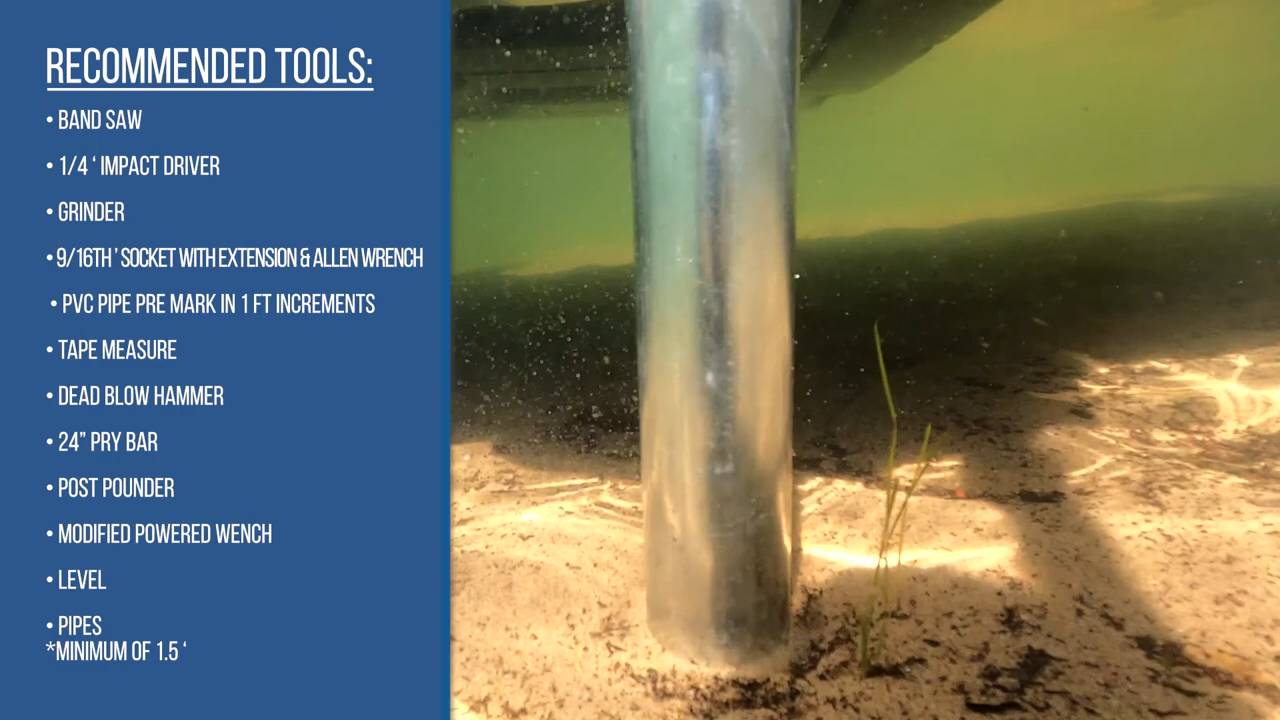 RECOMMENDED TOOLS:
• BAND SAW
• 1/4 ‘ IMPACT DRIVER
• GRINDER
• 9/16TH ' SOCKET WITH EXTENSION & ALLEN WRENCH
• PVC PIPE PRE MARK IN 1 FT INCREMENTS
• TAPE MEASURE
• DEAD BLOW HAMMER
• 24” PRY BAR
• POST POUNDER
• MODIFIED POWERED WENCH
• LEVEL
• PIPES
*MINIMUM OF 1.5 ‘